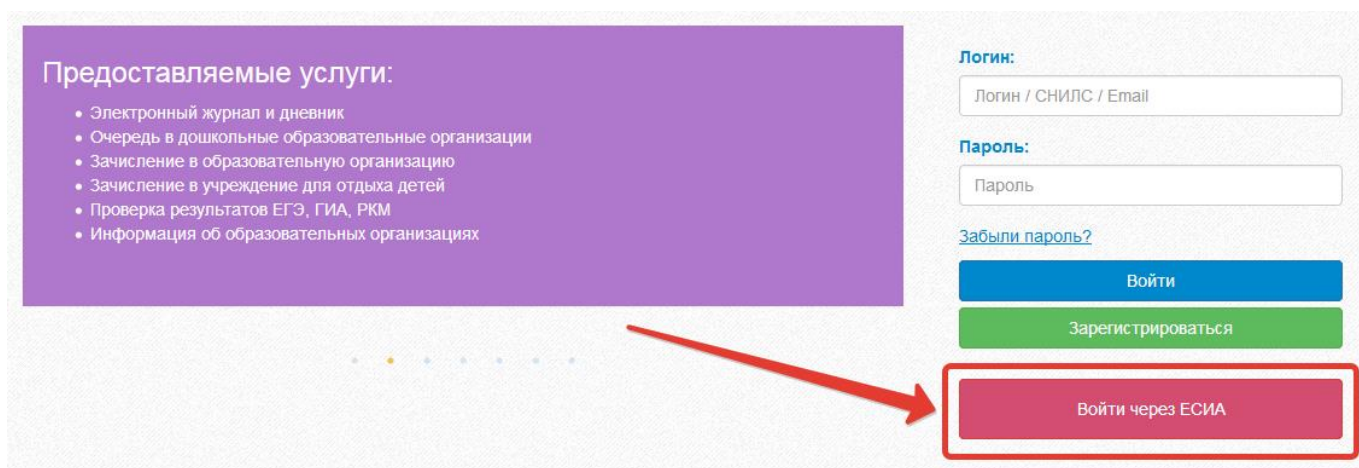 Предоставляемые услуги:
Электронный журнал и дневник
Очередь в дошкольные образовательные организации
Зачисление в образовательную организацию
Зачисление в учреждение для отдыха детей
Проверка результатов ЕГЭ, ГИА, РКМ
Информация об образовательных организациях
Логин:
Логин / СНИЛС / Email
Пароль:
Пароль
Забыли пароль?
Войти
Зарегистрироваться
Войти через ЕСИА